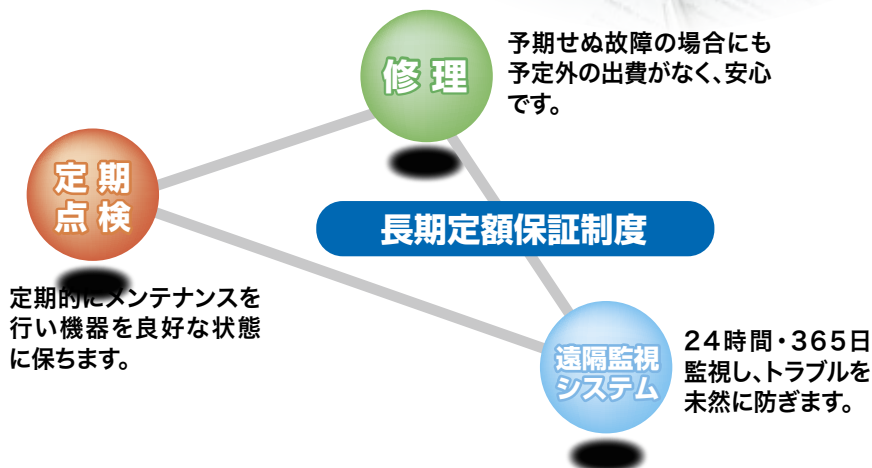 修理
予期せぬ故障の場合にも
予定外の出費がなく、安心
です。
定期
点検
長期定額保証制度
定期的にメンテナンスを
行い機器を良好な状態
に保ちます。
遠隔監視
システム
24時間・365日
監視し、トラブルを
未然に防ぎます。